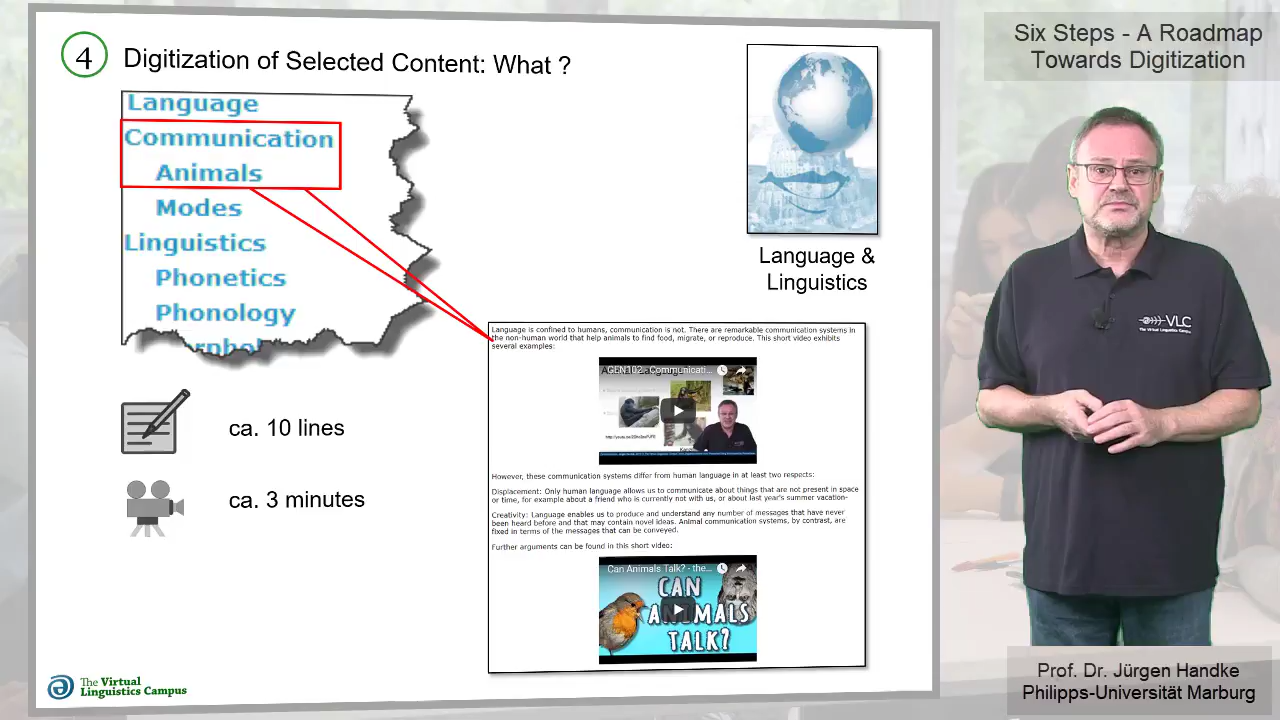 Six Steps - A Roadmap
Towards Digitization
4
Digitization of Selected Content: What ?
Language
Communication
Animals
Modes
Linguistics
Phonetics
Phonology
Language &
Linguistics
VLC
The Virtual Linguistics Campus
ca. 10 lines
ca. 3 minutes
Language is confined to humans, communication is not. There are remarkable communication systems in
the non-human world that help animals to find food, migrate, or reproduce. This short video exhibits
several examples:
AGEN102 - Communicati...
However, these communication systems differ from human language in at least two respects:
Displacement: Only human language allows us to communicate about things that are not present in space
or time, for example about a friend who is currently not with us, or about last year's summer vacation-
Creativity: Language enables us to produce and understand any number of messages that have never
been heard before and that may contain novel ideas. Animal communication systems, by contrast, are
fixed in terms of the messages that can be conveyed.
Further arguments can be found in this short video:
Can Animals Talk? - the...
CAN
ANIMALS
TALK?
The Virtual
Linguistics Campus
Prof. Dr. Jürgen Handke
Philipps-Universität Marburg